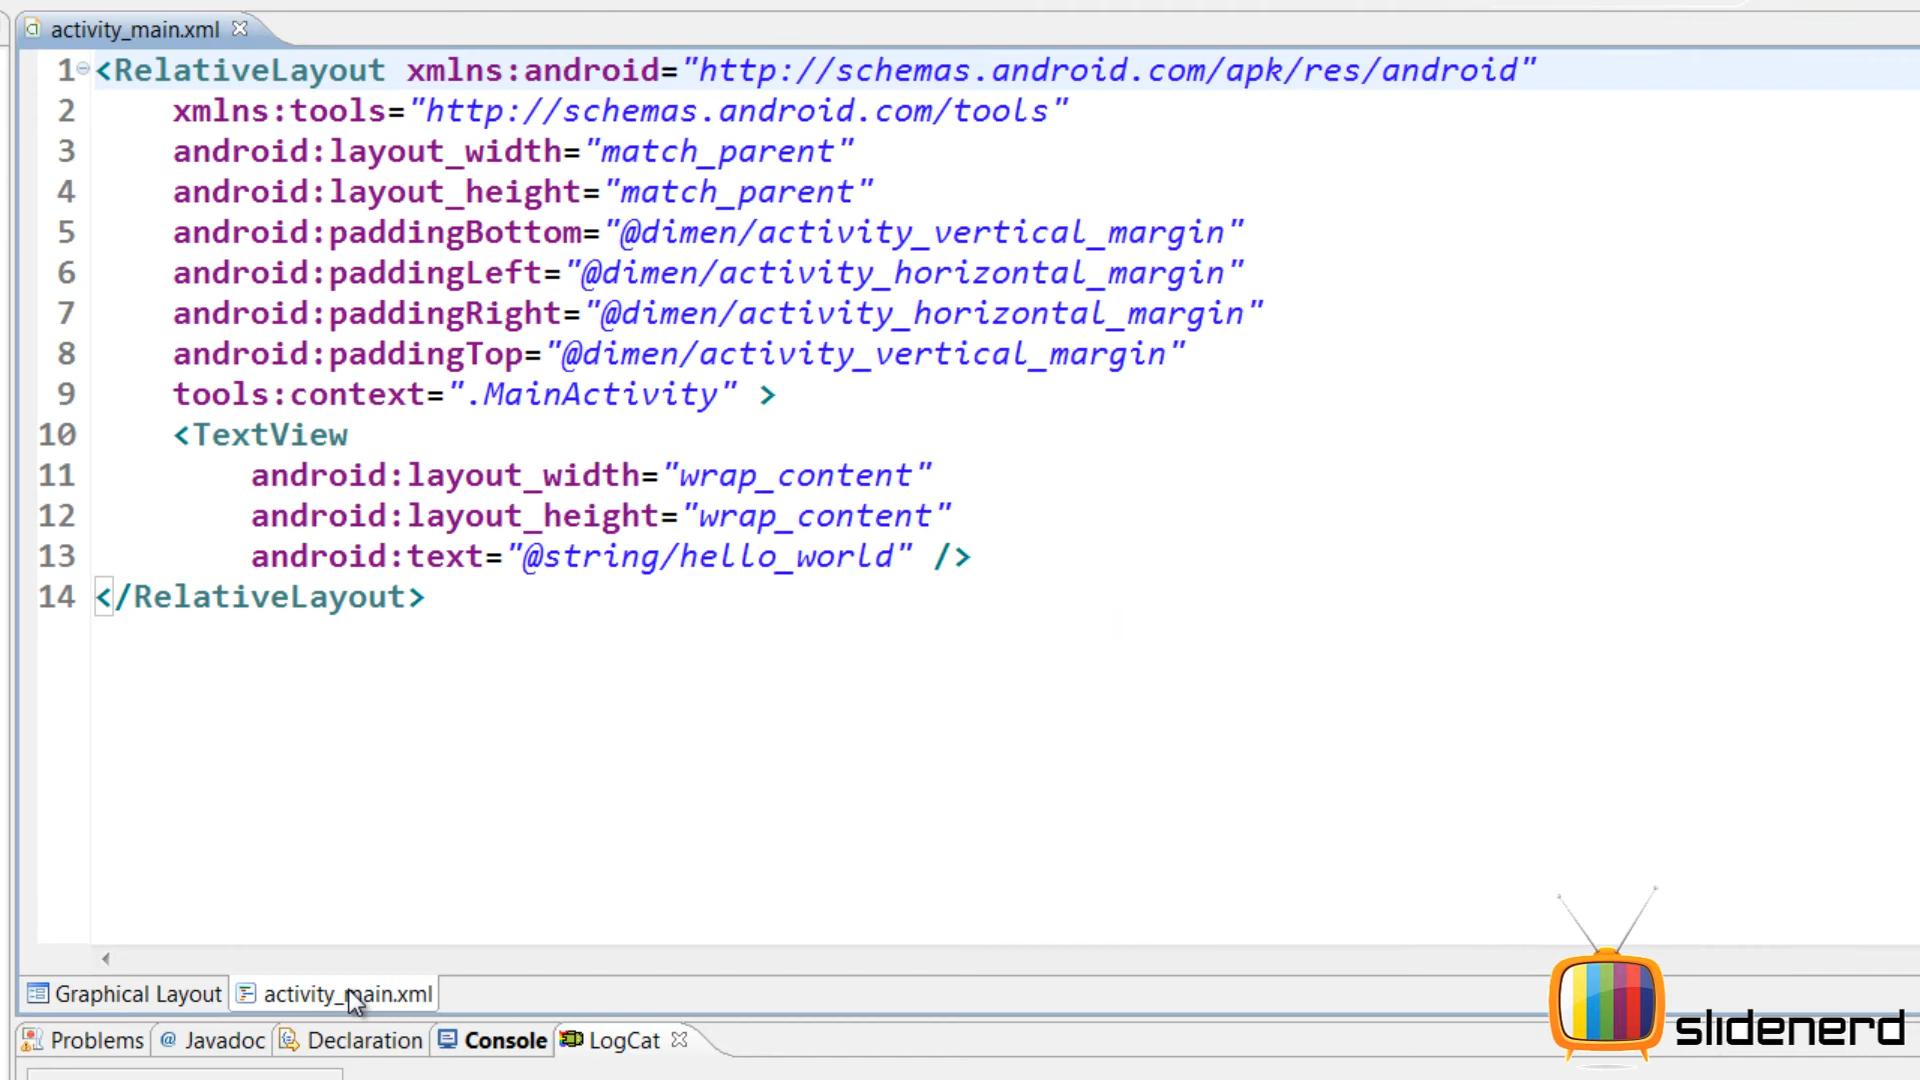 activity_main.xml
1 <RelativeLayout xmlns:android="http://schemas.android.com/apk/res/android"
2 xmlns:tools="http://schemas.android.com/tools"
3 android:layout_width="match_parent"
4 android:layout_height="match_parent"
5 android:paddingBottom="@dimen/activity_vertical_margin"
6 android:paddingLeft="@dimen/activity_horizontal_margin"
7 android:paddingRight="@dimen/activity_horizontal_margin"
8 android:paddingTop="@dimen/activity_vertical_margin"
9 tools:context=".MainActivity" >
10 <TextView
11 android:layout_width="wrap_content"
12 android:layout_height="wrap_content"
13 android:text="@string/hello_world" />
14 </RelativeLayout>
Graphical Layout activity_main.xml
Problems @ Javadoc Declaration Console LogCat
slidenerd